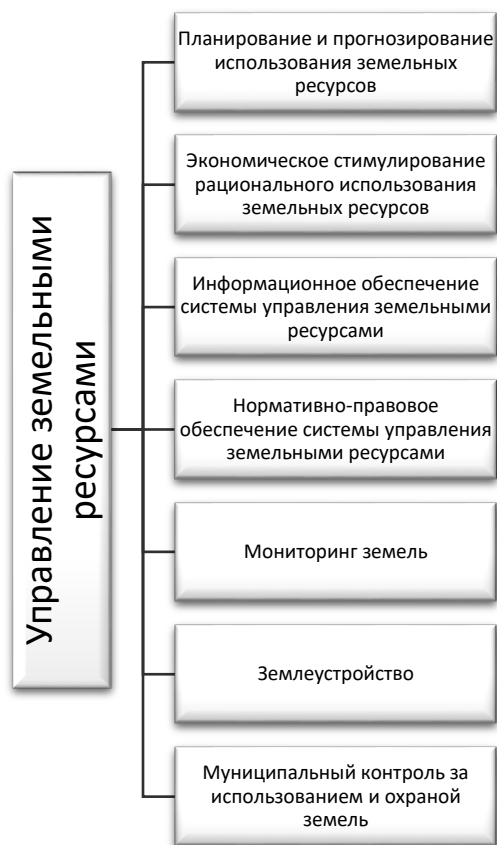 Управление земельными
ресурсами
Планирование и прогнозирование
использования земельных
ресурсов
Экономическое стимулирование
рационального использования
земельных ресурсов
Информационное обеспечение
системы управления земельными
ресурсами
Нормативно-правовое
обеспечение системы управления
земельными ресурсами
Мониторинг земель
Землеустройство
Муниципальный контроль за
использованием и охраной
земель